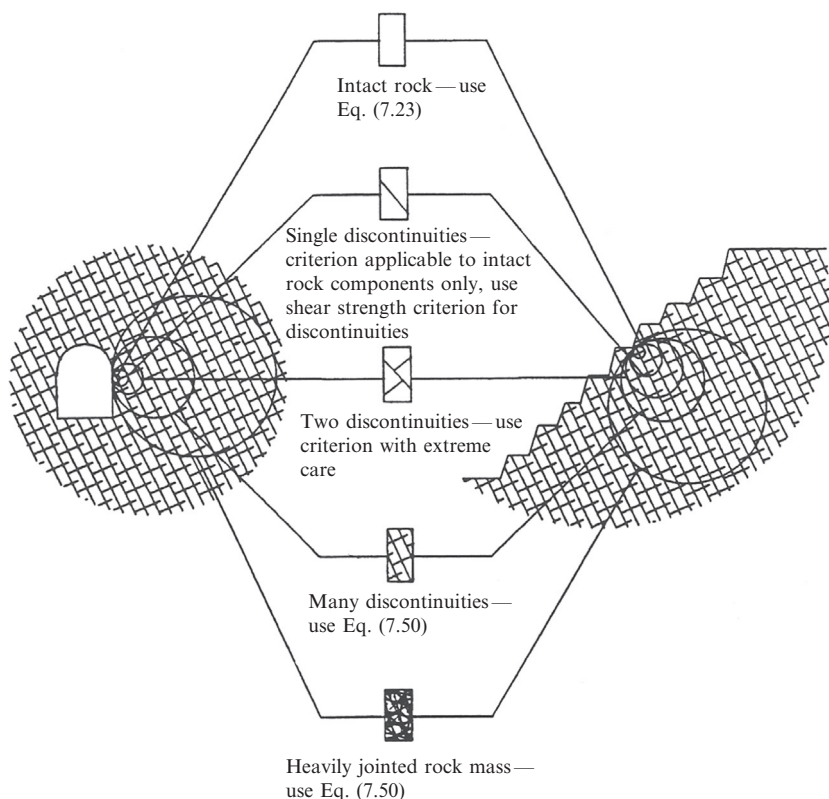 Intact rock — use
Eq. (7.23)
Single discontinuities —
criterion applicable to intact
rock components only, use
shear strength criterion for
discontinuities
Two discontinuities — use
criterion with extreme
care
Many discontinuities —
use Eq. (7.50)
Heavily jointed rock mass —
use Eq. (7.50)